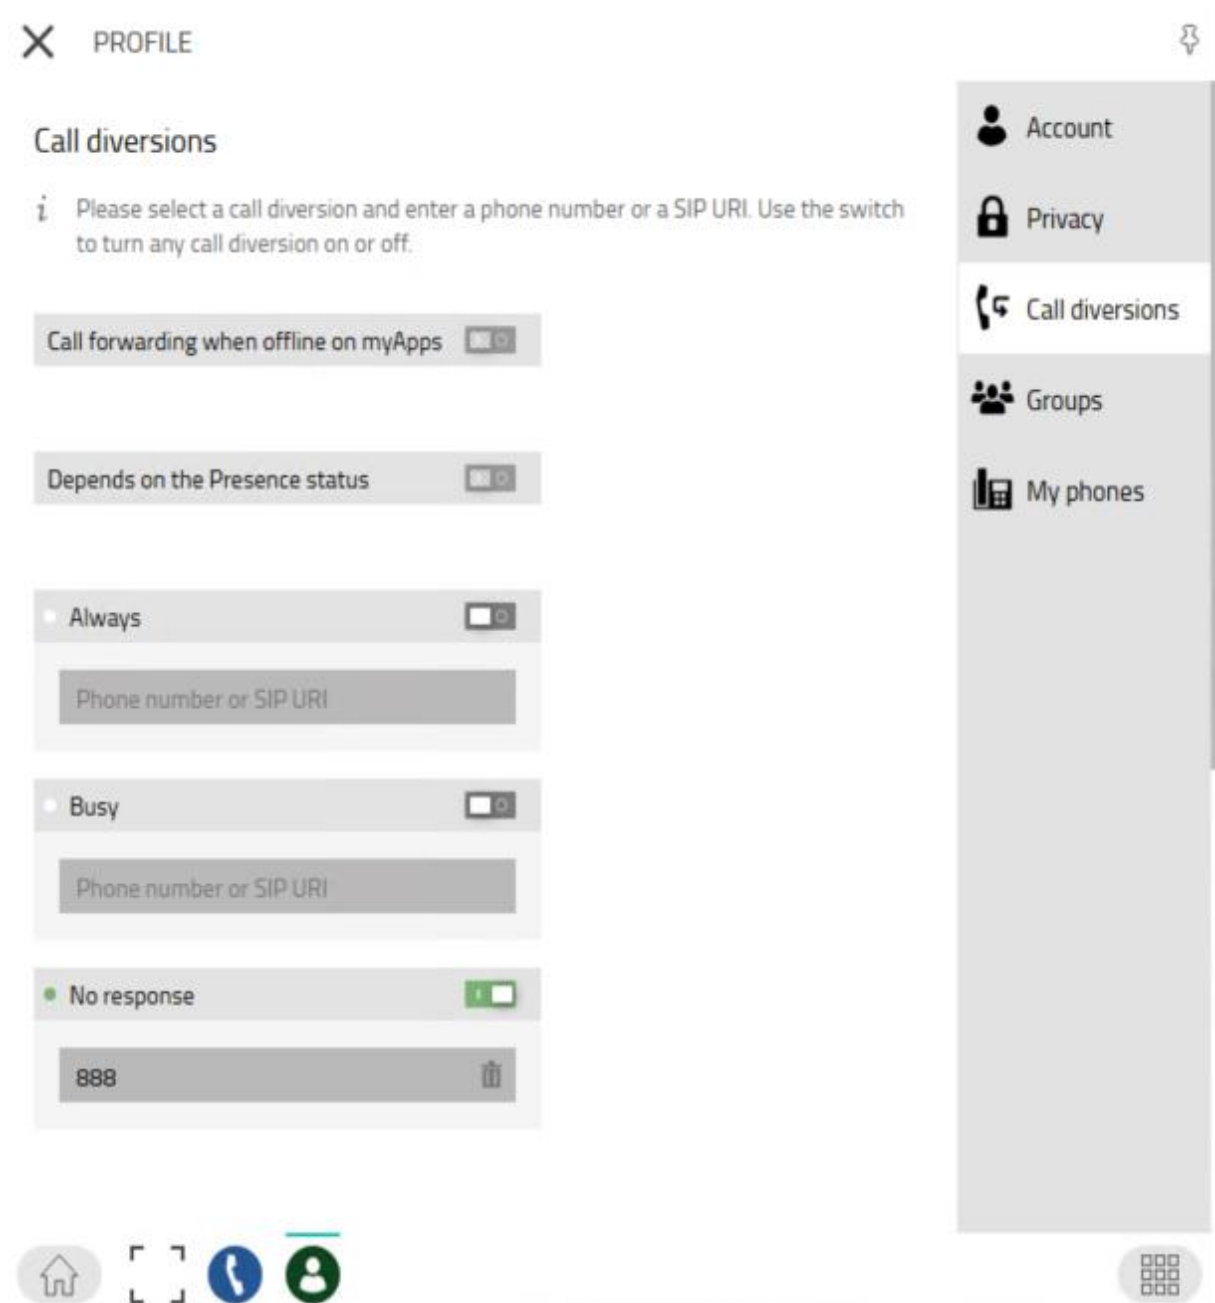 PROFILE
Call diversions
i Please select a call diversion and enter a phone number or a SIP URI. Use the switch
to turn any call diversion on or off.
Call forwarding when offline on myApps
Depends on the Presence status
Always
Phone number or SIP URI
Busy
Phone number or SIP URI
No response
888
Account
Privacy
Call diversions
Groups
My phones